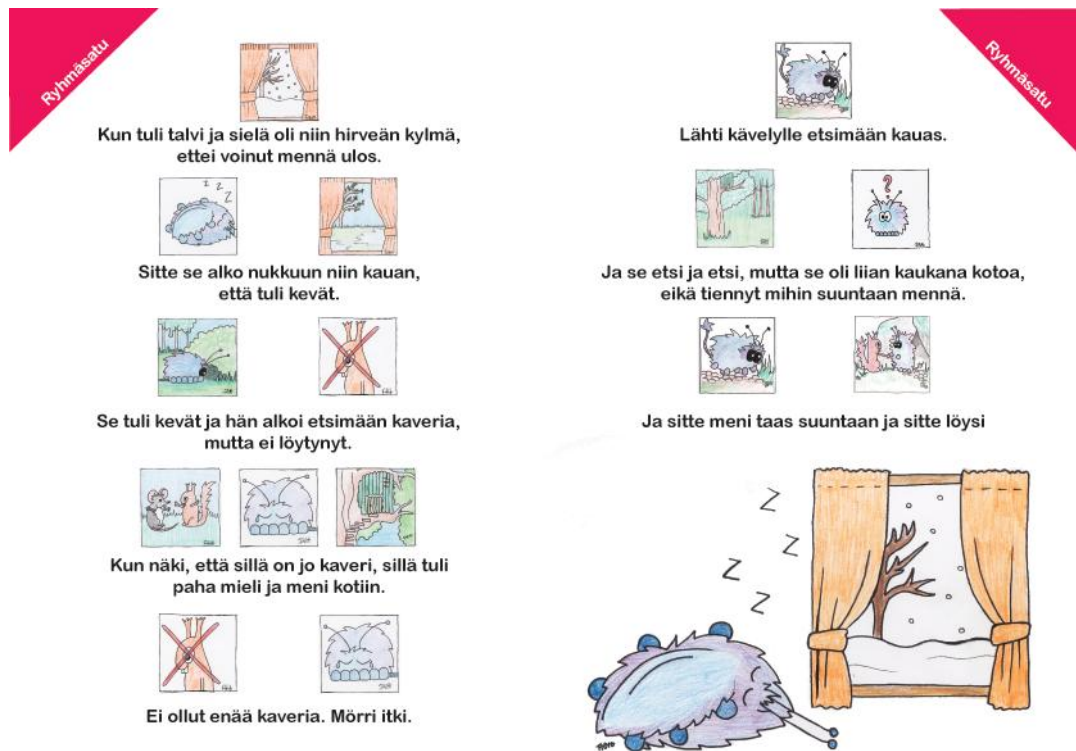 Ryhmäsatu
Kun tuli talvi ja sielä oli niin hirveän kylmä,
ettei voinut mennä ulos.
Sitte se alko nukkuun niin kauan,
että tuli kevät.
Se tuli kevät ja hän alkoi etsimään kaveria,
mutta ei löytynyt.
Kun näki, että sillä on jo kaveri, sillä tuli
paha mieli ja meni kotiin.
Ei ollut enää kaveria. Mörri itki.
Ryhmäsatu
Lähti kävelylle etsimään kauas.
?
Ja se etsi ja etsi, mutta se oli liian kaukana kotoa,
eikä tiennyt mihin suuntaan mennä.
Ja sitte meni taas suuntaan ja sitte löysi
Z
Z
Z
Z